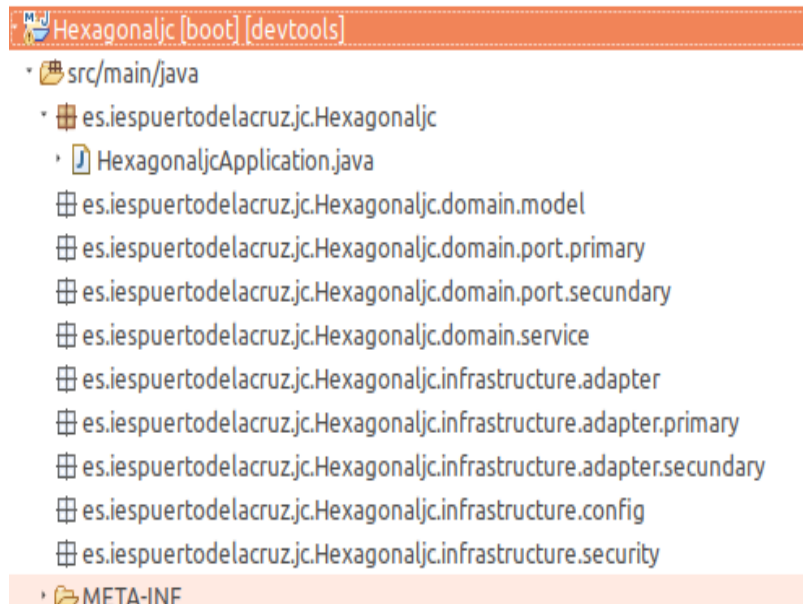 Hexagonaljc [boot] [devtools]
src/main/java
es.iespuertodelacruz.jc.Hexagonaljc
HexagonaljcApplication.java
es.iespuertodelacruz.jc.Hexagonaljc.domain.model
es.iespuertodelacruz.jc.Hexagonaljc.domain.port.primary
es.iespuertodelacruz.jc.Hexagonaljc.domain.port.secundary
es.iespuertodelacruz.jc.Hexagonaljc.domain.service
es.iespuertodelacruz.jc.Hexagonaljc.infrastructure.adapter
es.iespuertodelacruz.jc.Hexagonaljc.infrastructure.adapter.primary
es.iespuertodelacruz.jc.Hexagonaljc.infrastructure.adapter.secundary
es.iespuertodelacruz.jc.Hexagonaljc.infrastructure.config
es.iespuertodelacruz.jc.Hexagonaljc.infrastructure.security
META-INF